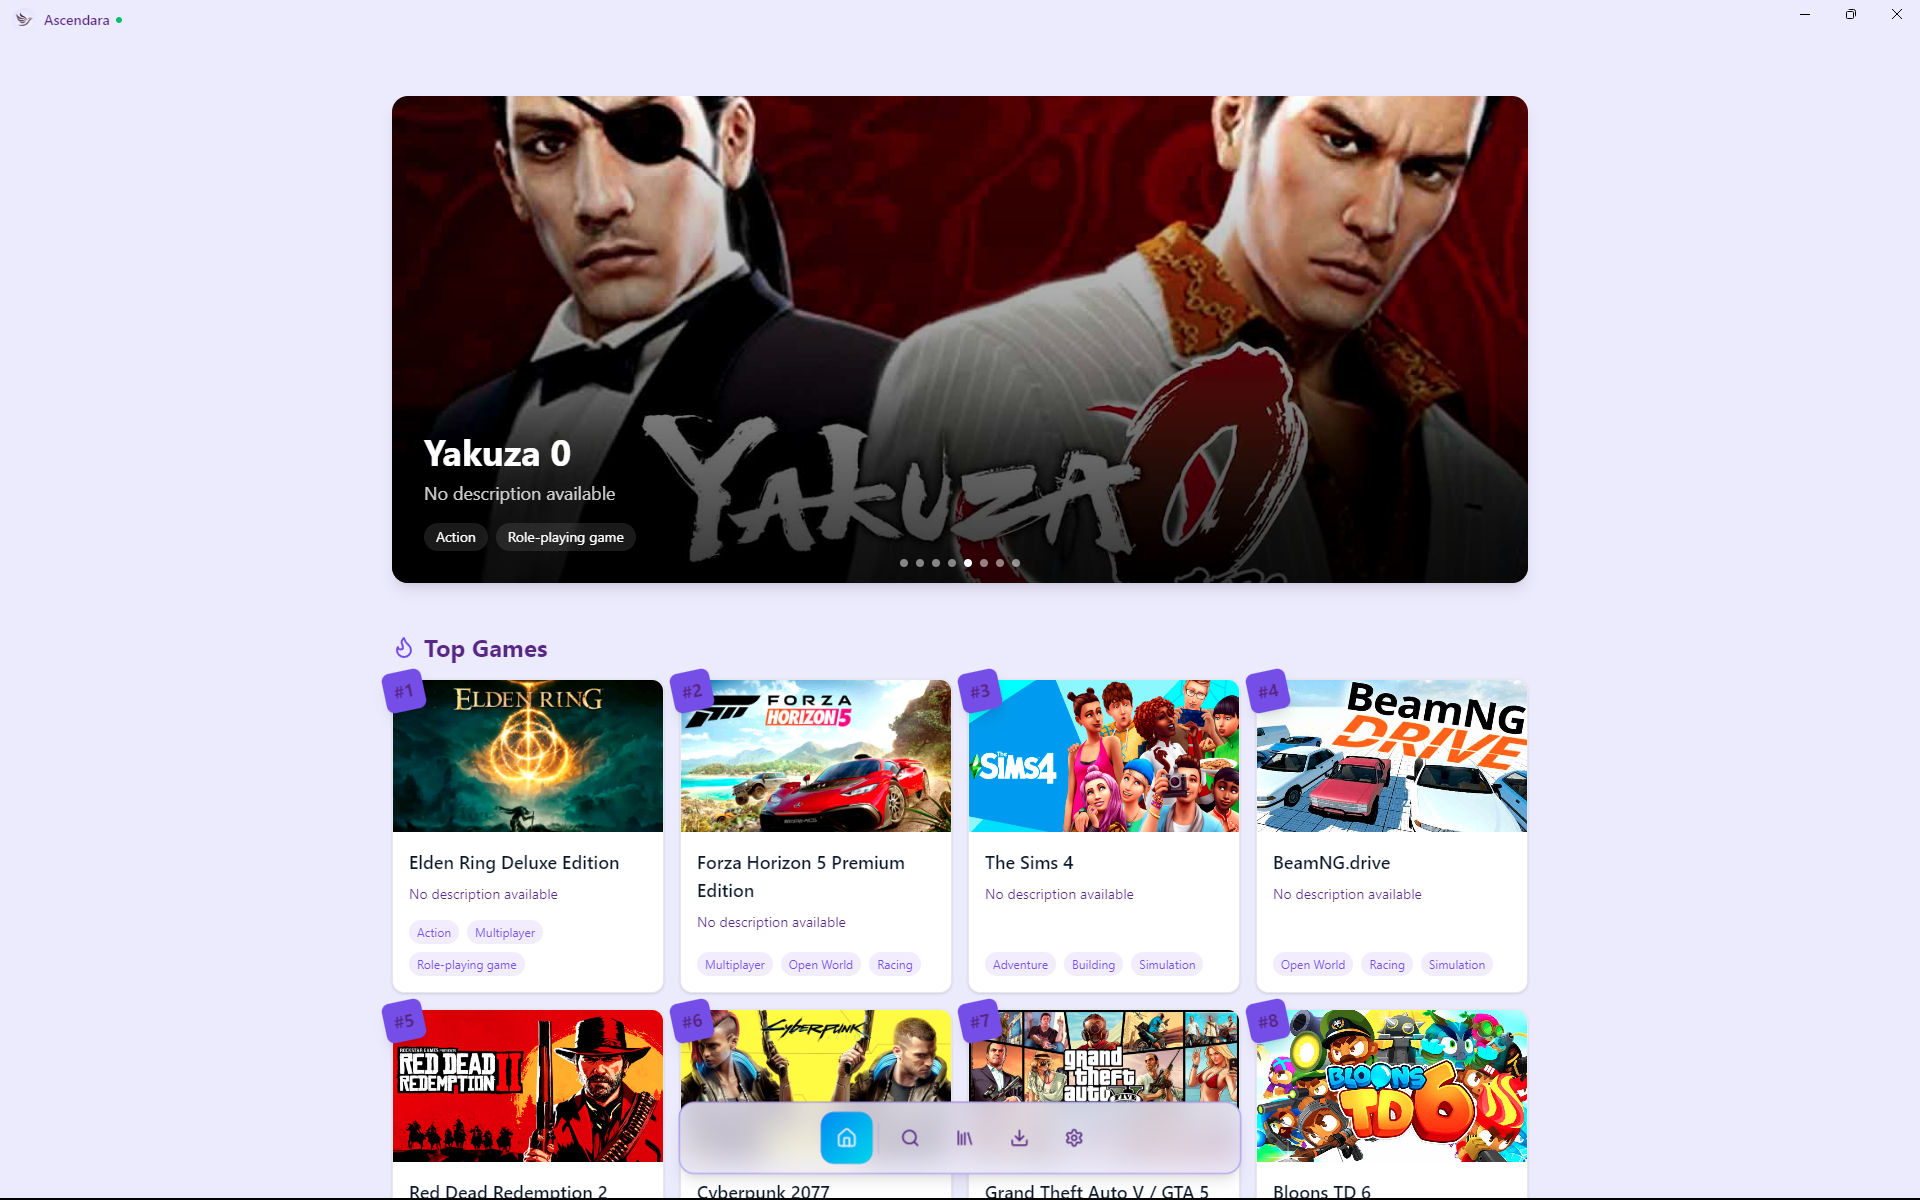 Ascendara
YAKUZA 0
Yakuza 0
No description available
Action
Role-playing game
Top Games
#1
ELDEN RING
Elden Ring Deluxe Edition
No description available
Action
Multiplayer
Role-playing game
#2
FORZA
HORIZON 5
Forza Horizon 5 Premium
Edition
No description available
Multiplayer
Open World
Racing
#3
The
SIMS4
The Sims 4
No description available
Adventure
Building
Simulation
#4
BeamNG
DRIVE
BeamNG.drive
No description available
Open World
Racing
Simulation
#5
ROCKSTAR GAMES PRESENTS
RED DEAD
REDEMPTION II
Red Dead Redemption 2
#6
Cyberpunk
Cyberpunk 2077
#7
grand
theft
auto V
FIVE
Grand Theft Auto V / GTA 5
#8
BLOONS
TD 6
Bloons TD 6